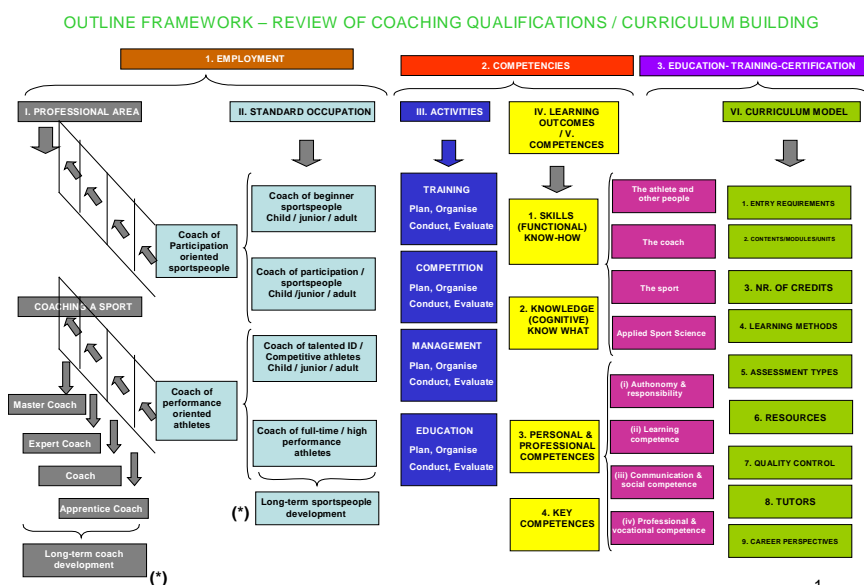 OUTLINE FRAMEWORK – REVIEW OF COACHING QUALIFICATIONS / CURRICULUM BUILDING
1. EMPLOYMENT
2. COMPETENCIES
3. EDUCATION- TRAINING-CERTIFICATION
I. PROFESSIONAL AREA
II. STANDARD OCCUPATION
III. ACTIVITIES
IV. LEARNING
OUTCOMES
/ V.
COMPETENCES
VI. CURRICULUM MODEL
COACHING A SPORT
Master Coach
Expert Coach
Coach
Apprentice Coach
Long-term coach
development
(*)
Coach of
Participation
oriented
sportspeople
Coach of
performance
oriented
athletes
Coach of beginner
sportspeople
Child / junior / adult
Coach of participation /
sportspeople
Child /junior / adult
Coach of talented ID /
Competitive athletes
Child / junior / adult
Coach of full-time / high
performance
athletes
(*)
Long-term sportspeople
development
TRAINING
Plan, Organise
Conduct, Evaluate
COMPETITION
Plan, Organise
Conduct, Evaluate
MANAGEMENT
Plan, Organise
Conduct, Evaluate
EDUCATION
Plan, Organise
Conduct, Evaluate
1. SKILLS
(FUNCTIONAL)
KNOW-HOW
2. KNOWLEDGE
(COGNITIVE)
KNOW WHAT
3. PERSONAL &
PROFESSIONAL
COMPETENCES
4. KEY
COMPETENCES
The athlete and
other people
The coach
The sport
Applied Sport Science
(i) Authonomy &
responsibility
(ii) Learning
competence
(iii) Communication &
social competence
(iv) Professional &
vocational competence
1. ENTRY REQUIREMENTS
2. CONTENTS/MODULES/UNITS
3. NR. OF CREDITS
4. LEARNING METHODS
5. ASSESSMENT TYPES
6. RESOURCES
7. QUALITY CONTROL
8. TUTORS
9. CAREER PERSPECTIVES
1